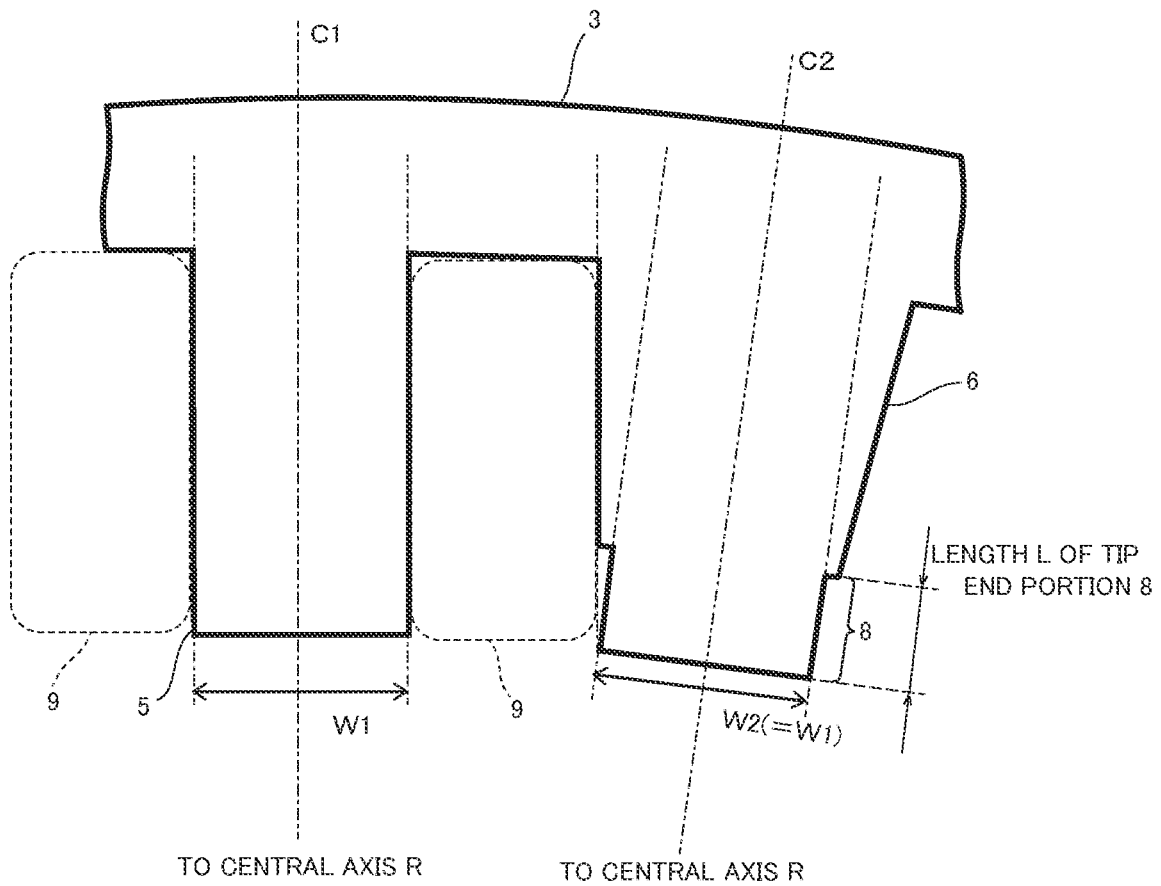 C1
3
C2
6
LENGTH L OF TIP
END PORTION 8
8
9
5
W1
9
W2(=W1)
TO CENTRAL AXIS R
TO CENTRAL AXIS R